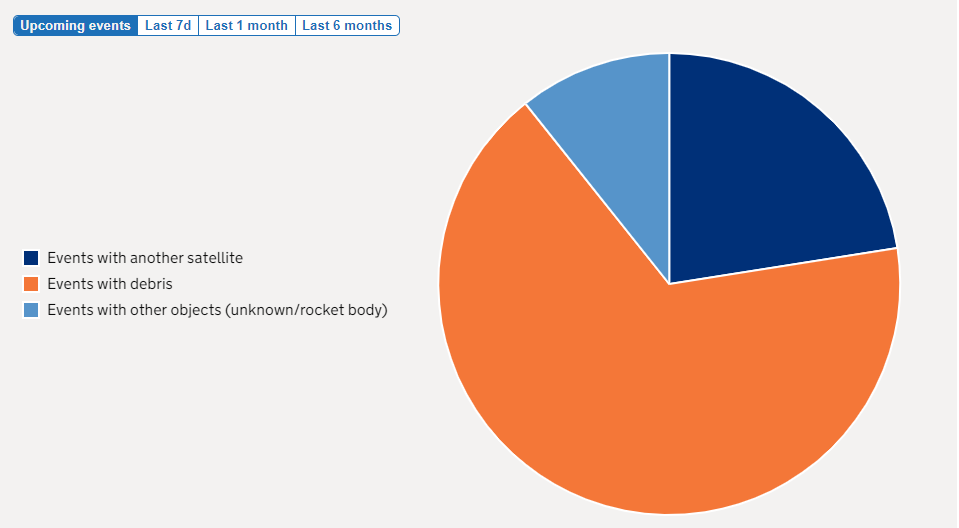 Upcoming events Last 7d Last 1 month Last 6 months
Events with another satellite
Events with debris
Events with other objects (unknown/rocket body)